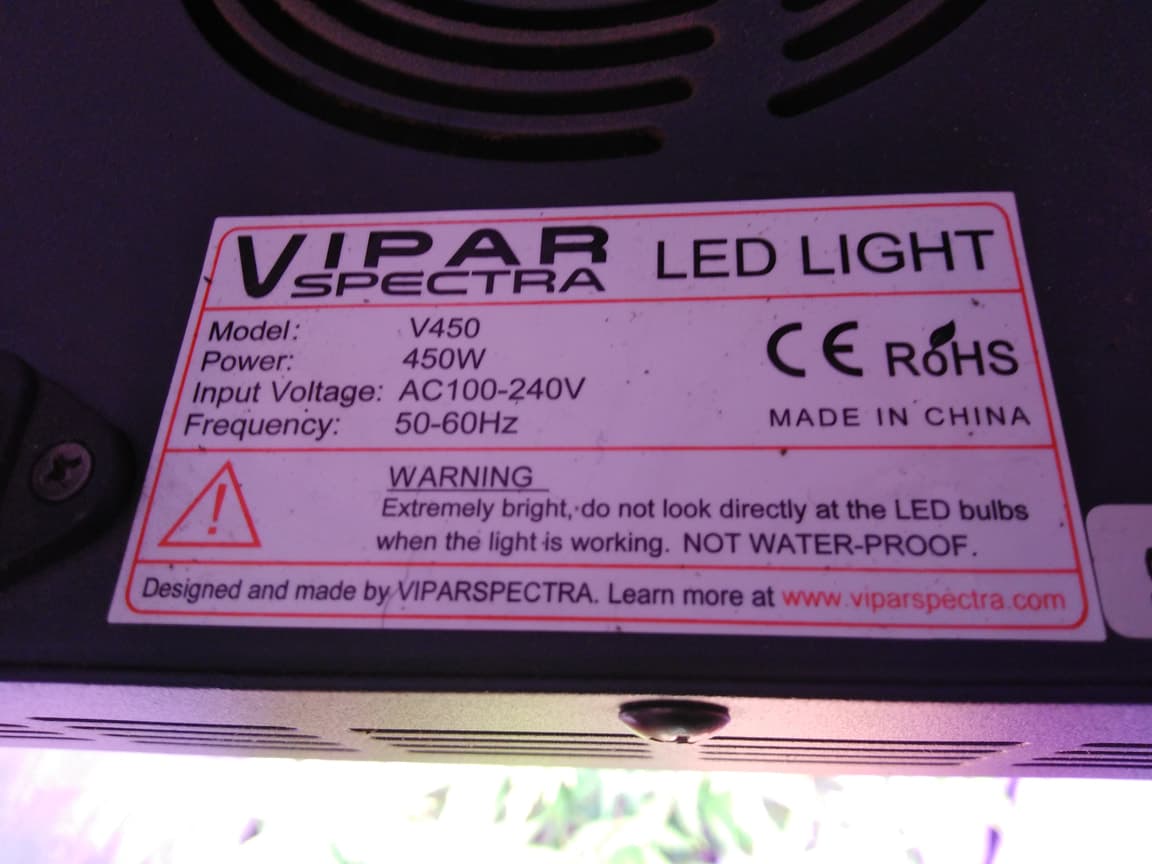 VIPAR SPECTRA LED LIGHT
Model: V450
Power: 450W
Input Voltage: AC100-240V
Frequency: 50-60Hz
CE RoHS
MADE IN CHINA
WARNING
Extremely bright, do not look directly at the LED bulbs
when the light is working. NOT WATER-PROOF.
Designed and made by VIPARSPECTRA. Learn more at www.viparspectra.com